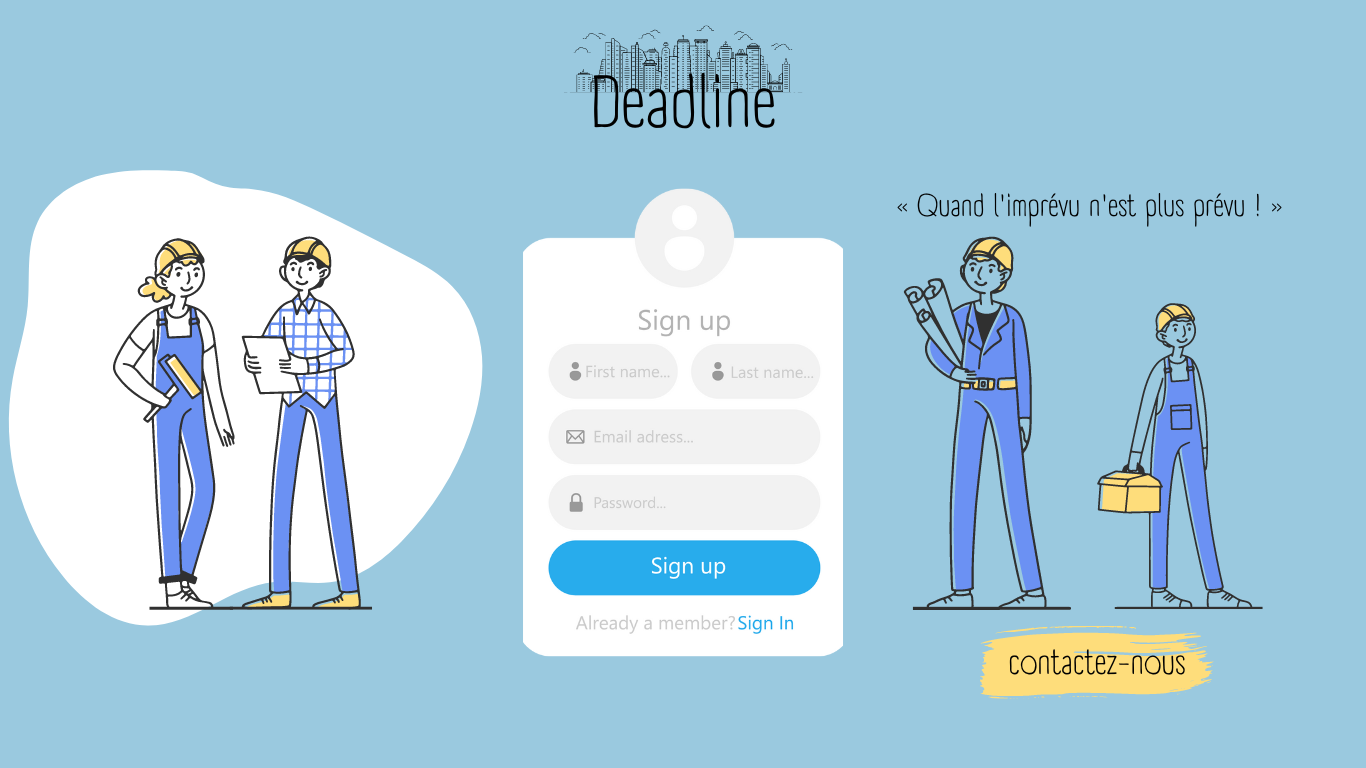 Deadline
« Quand l'imprévu n'est plus prévu ! »
Sign up
First name... Last name...
Email adress...
Password...
Sign up
Already a member? Sign In
contactez-nous